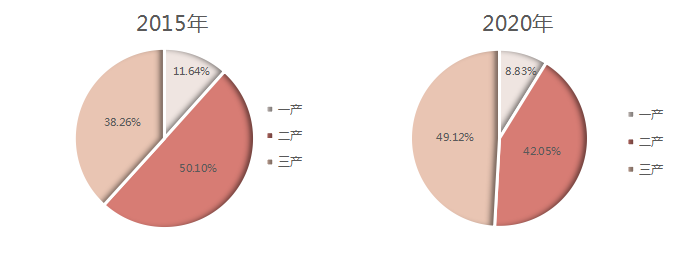 2015年
11.64%
38.26%
50.10%
一产
二产
三产
2020年
8.83%
49.12%
42.05%
一产
二产
三产